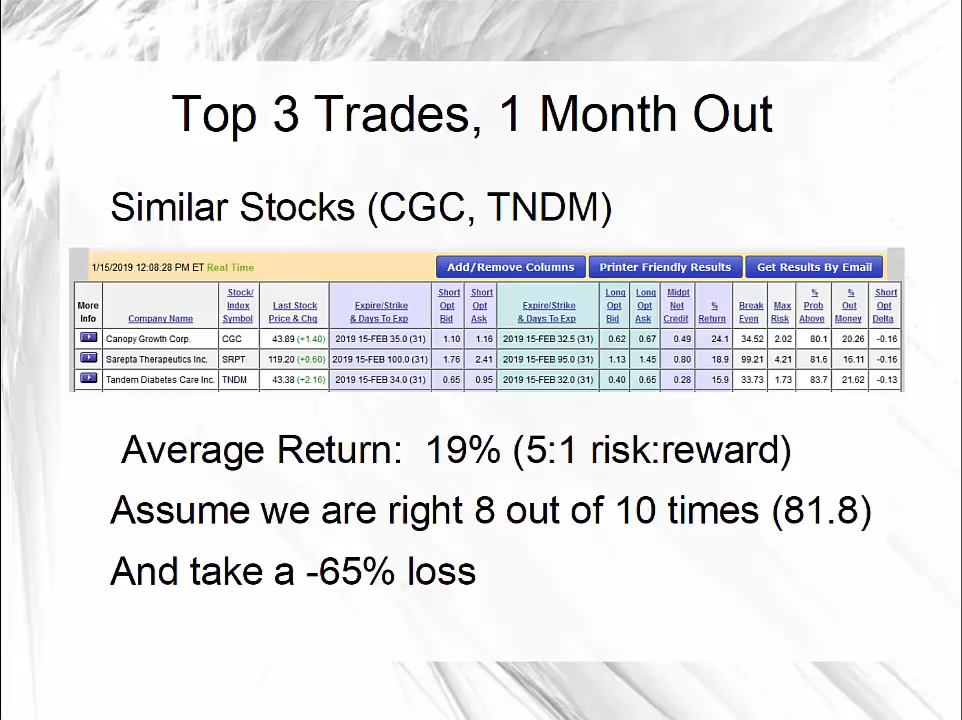 Top 3 Trades, 1 Month Out
Similar Stocks (CGC, TNDM)
1/15/2019 12:08:28 PM ET Real Time Add/Remove Columns Printer Friendly Results Get Results By Email
More Info Company Name Stock/ Index Symbol Last Stock Price & Chg Expire/Strike & Days To Exp Short Opt Bid Short Opt Ask Expire/Strike & Days To Exp Long Opt Bid Long Opt Ask Midpt Net Credit % Return Break Even Max Risk % Prob Above % Out Money Short Opt Delta
Canopy Growth Corp. CGC 43.89 (+1.40) 2019 15-FEB 35.0 (31) 1.10 1.16 2019 15-FEB 32.5 (31) 0.62 0.67 0.49 24.1 34.52 2.02 80.1 20.26 -0.16
Sarepta Therapeutics Inc. SRPT 119.20 (+0.60) 2019 15-FEB 100.0 (31) 1.76 2.41 2019 15-FEB 95.0 (31) 1.13 1.45 0.80 18.9 99.21 4.21 81.6 16.11 -0.16
Tandem Diabetes Care Inc. TNDM 43.38 (+2.16) 2019 15-FEB 34.0 (31) 0.65 0.95 2019 15-FEB 32.0 (31) 0.40 0.65 0.28 15.9 33.73 1.73 83.7 21.62 -0.13
Average Return: 19% (5:1 risk:reward)
Assume we are right 8 out of 10 times (81.8)
And take a -65% loss